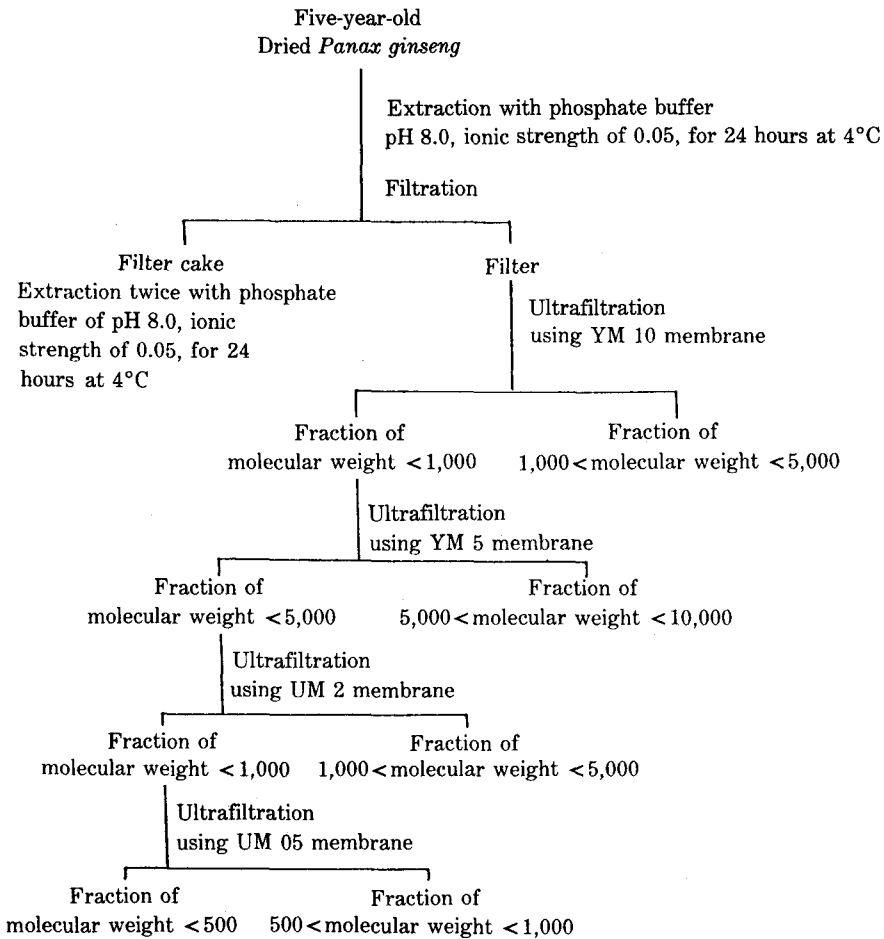 Five-year-old
Dried Panax ginseng
Extraction with phosphate buffer
pH 8.0, ionic strength of 0.05, for 24 hours at 4°C
Filtration
Filter cake
Extraction twice with phosphate
buffer of pH 8.0, ionic
strength of 0.05, for 24
hours at 4°C
Filter
Ultrafiltration
using YM 10 membrane
Fraction of
molecular weight <1,000
Fraction of
1,000<molecular weight <5,000
Ultrafiltration
using YM 5 membrane
Fraction of
molecular weight <5,000
Fraction of
5,000<molecular weight <10,000
Ultrafiltration
using UM 2 membrane
Fraction of
molecular weight <1,000
Fraction of
1,000<molecular weight <5,000
Ultrafiltration
using UM 05 membrane
Fraction of
molecular weight <500
Fraction of
500<molecular weight <1,000